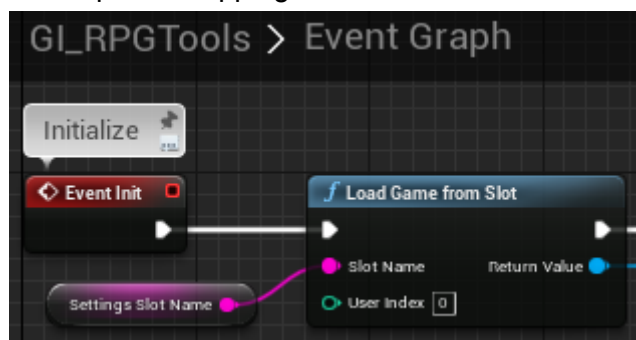 GI_RPGTools > Event Graph
Initialize
Event Init
f Load Game from Slot
Slot Name
Return Value
Settings Slot Name
User Index 0